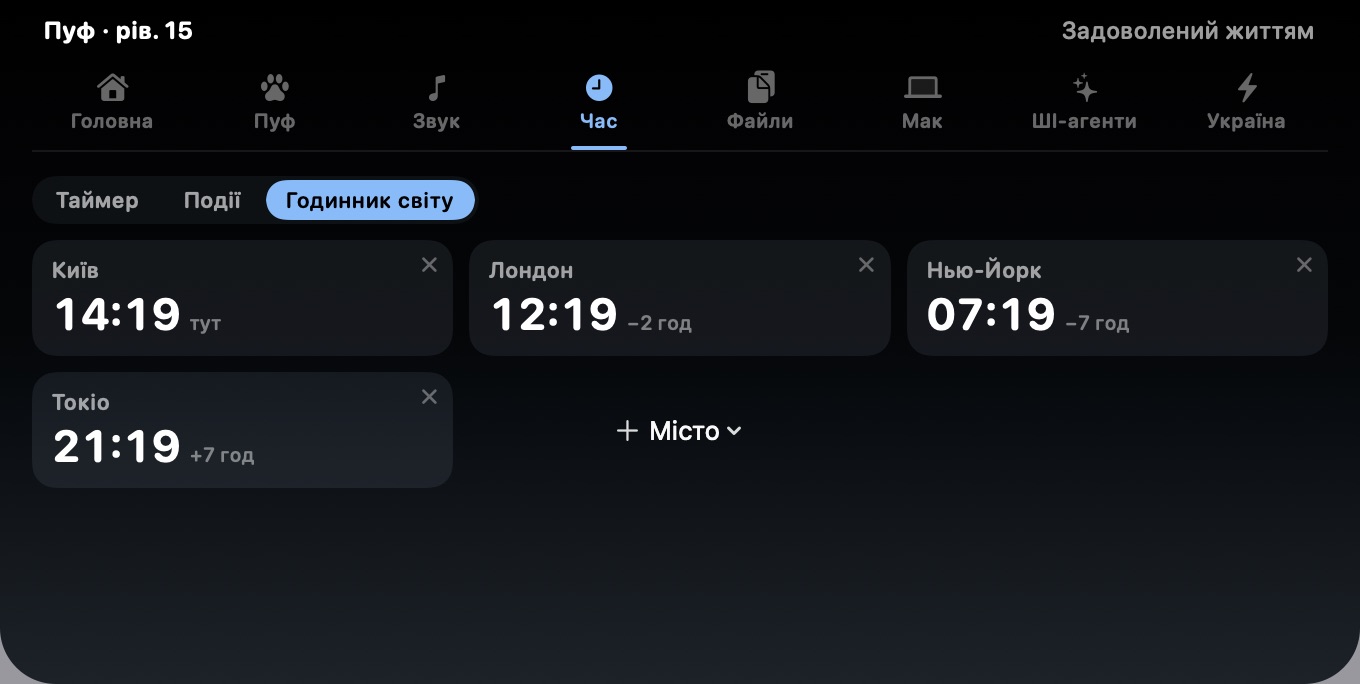 Пуф · рів. 15
Задоволений життям
Головна
Пуф
Звук
Час
Файли
Мак
ШІ-агенти
Україна
Таймер
Події
Годинник світу
Київ
14:19 тут
Лондон
12:19 −2 год
Нью-Йорк
07:19 −7 год
Токіо
21:19 +7 год
+ Місто